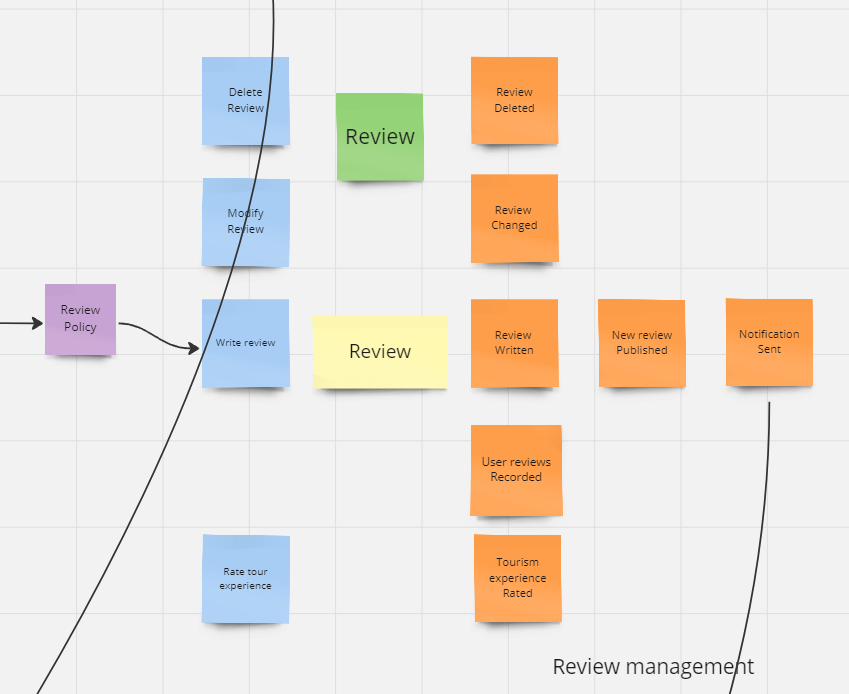 Delete
Review
Review
Review
Deleted
Modify
Review
Review
Changed
Review
Policy
Write review
Review
Review
Written
New review
Published
Notification
Sent
User reviews
Recorded
Rate tour
experience
Tourism
experience
Rated
Review management